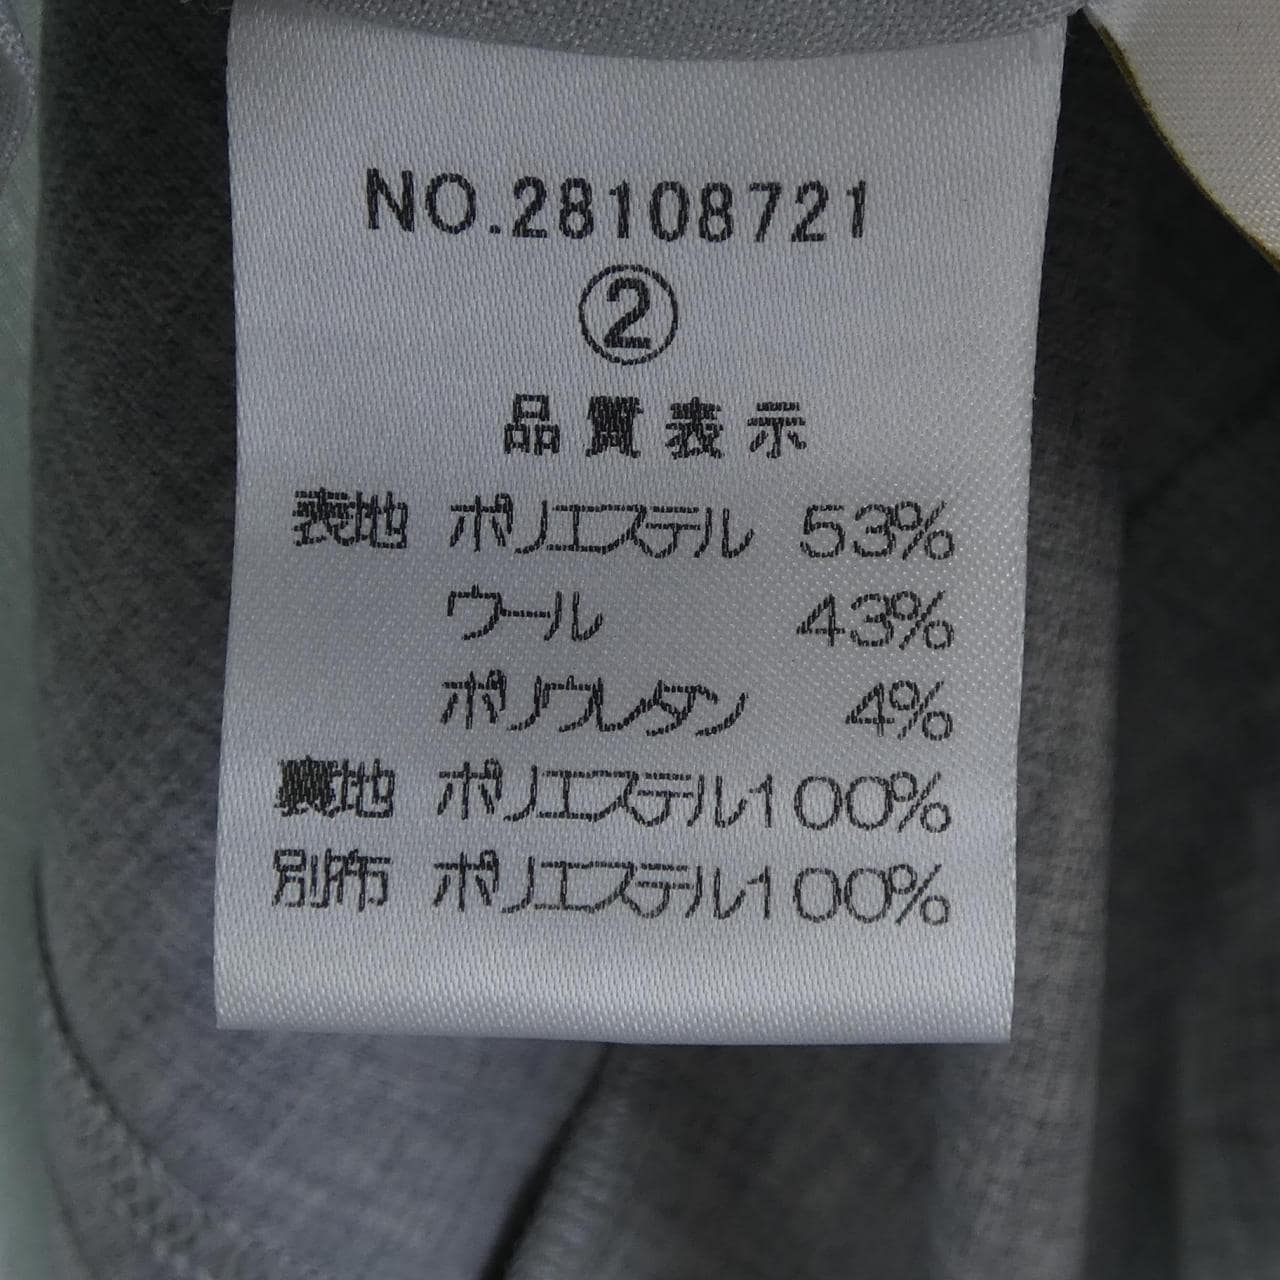 NO.28108721
②
品質表示
表地 ポリエステル 53%
ウール 43%
ポリウレタン 4%
裏地 ポリエステル100%
別布 ポリエステル100%